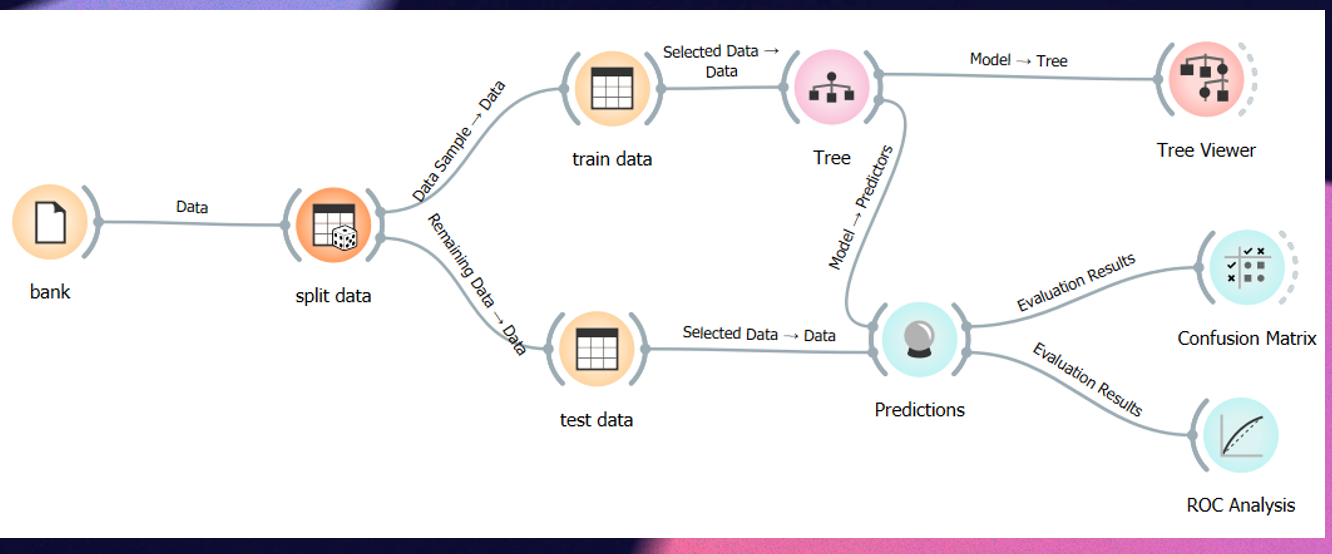 Selected Data →
Data
Model → Tree
train data
Tree
Tree Viewer
Data Sample → Data
Model → Predictors
Data
bank
split data
Remaining Data → Data
Evaluation Results
Confusion Matrix
Selected Data → Data
test data
Predictions
Evaluation Results
ROC Analysis